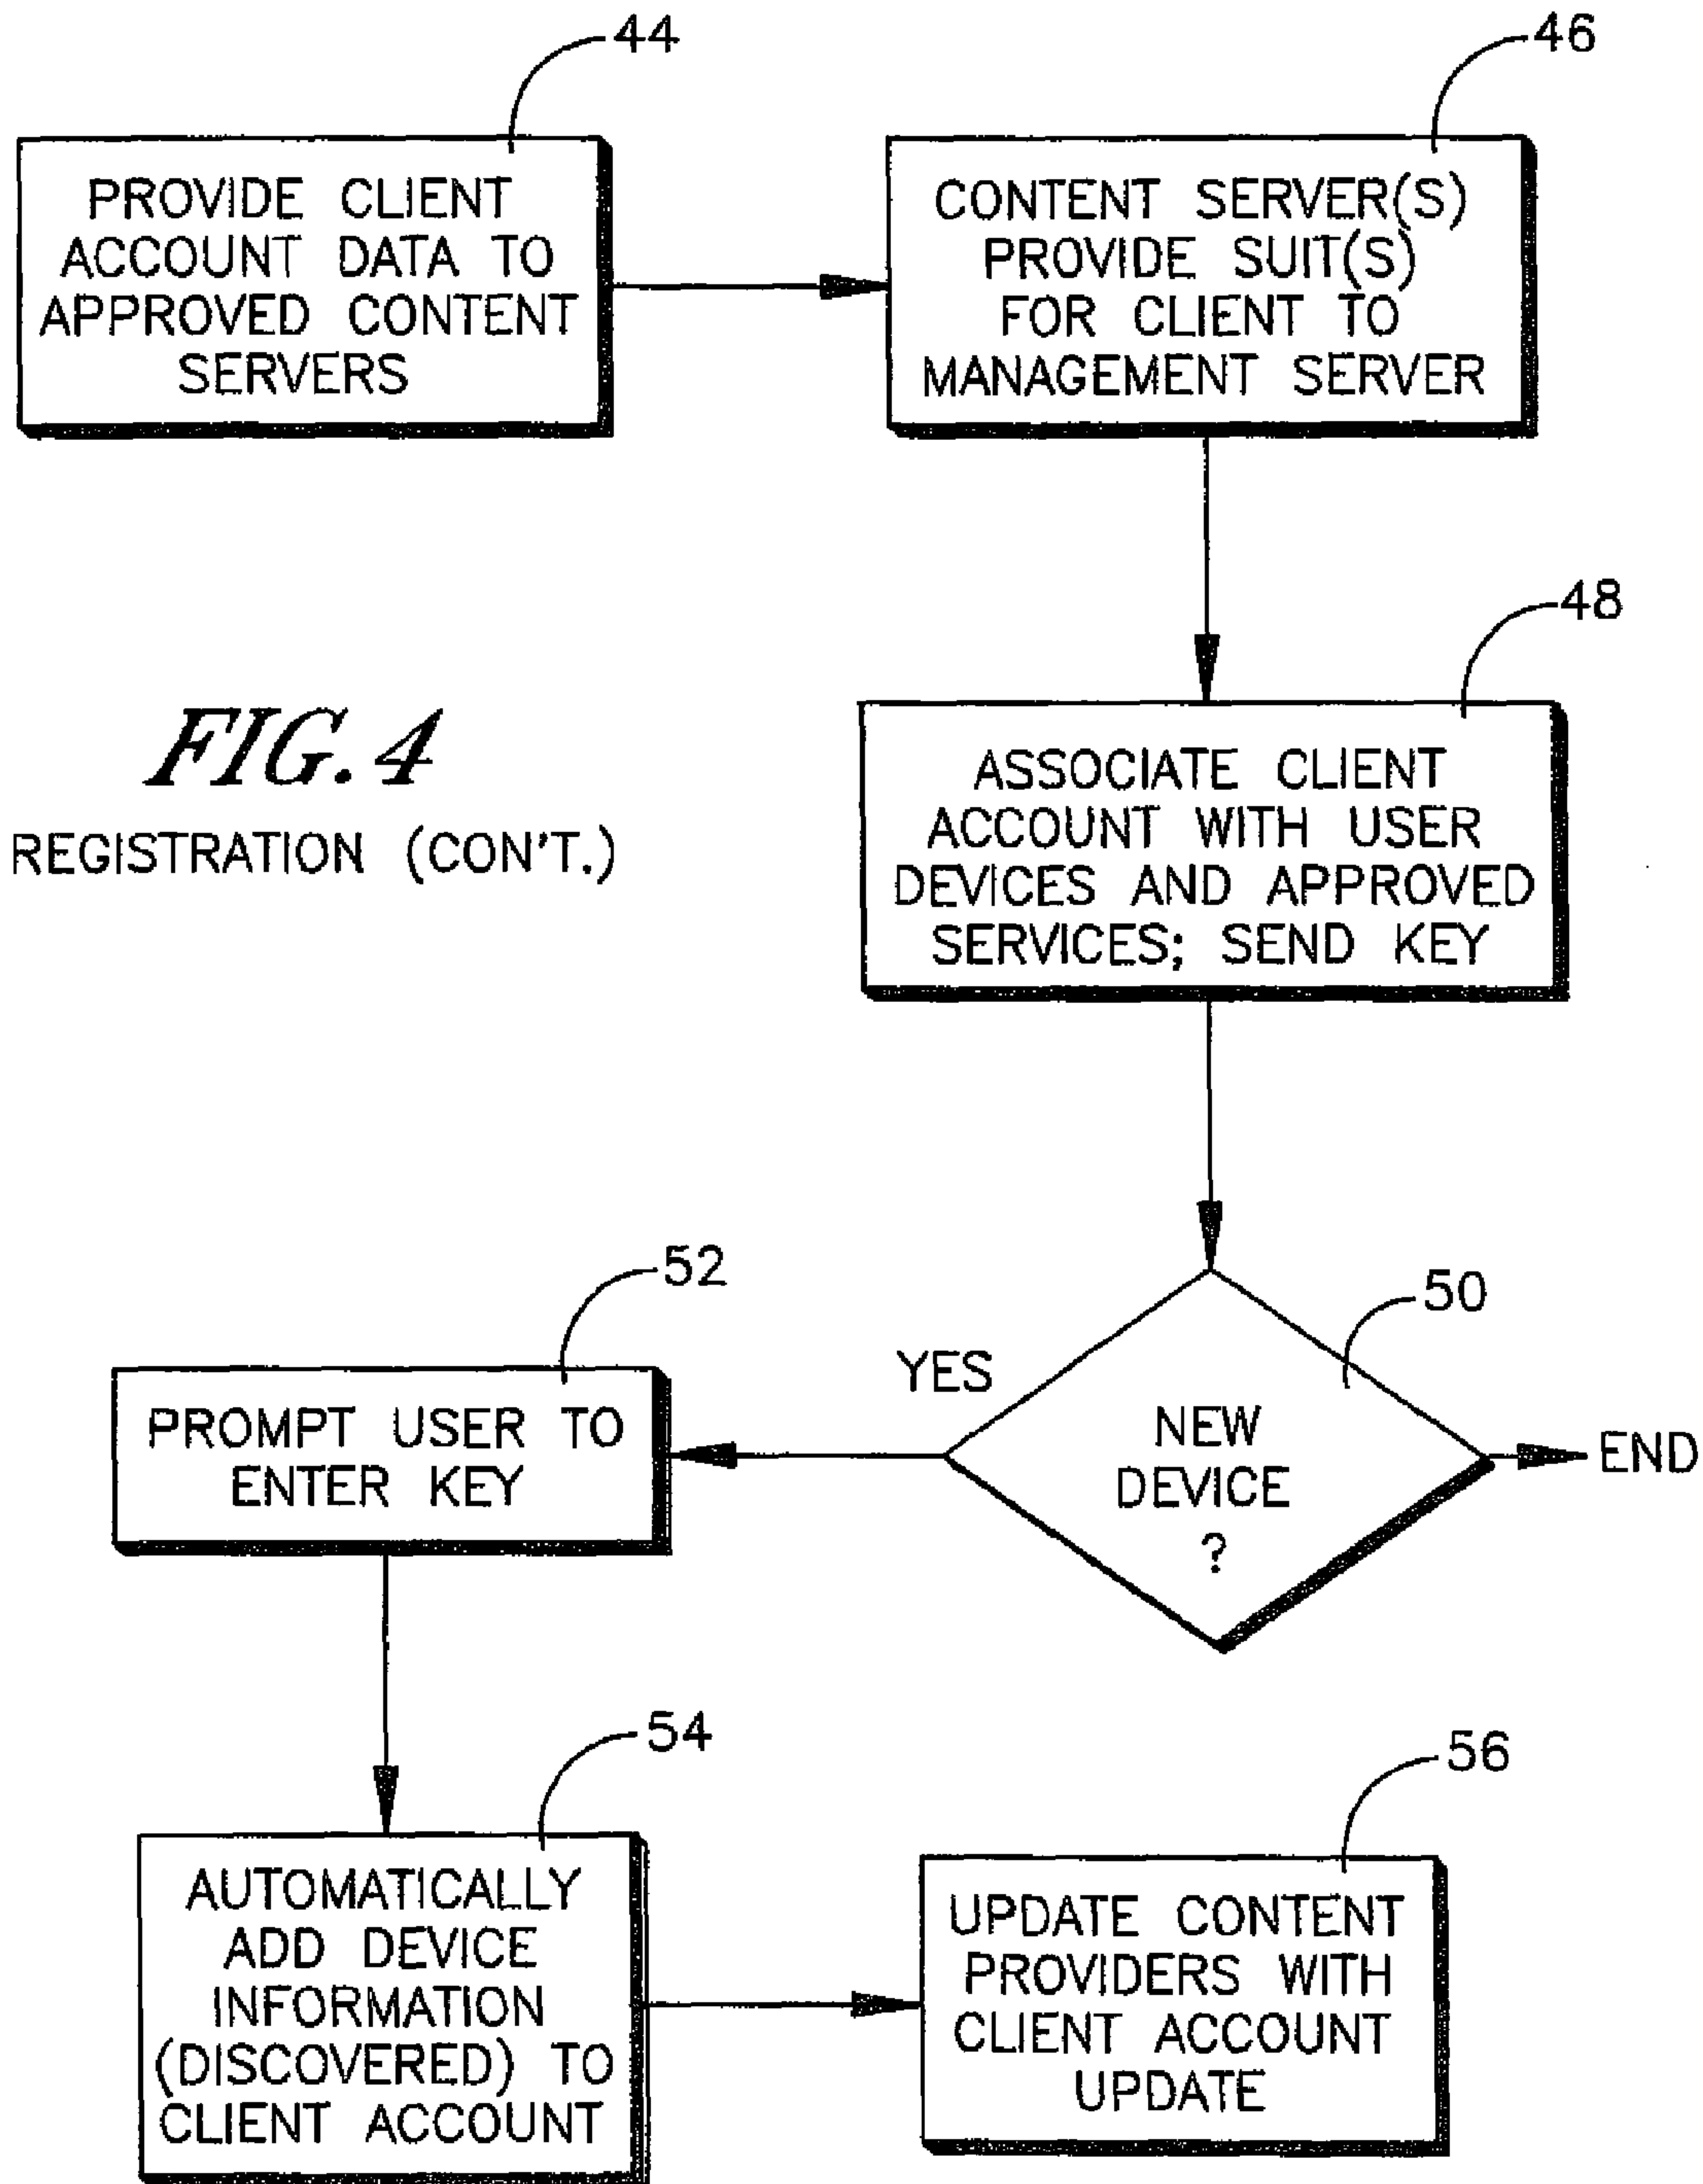 44
PROVIDE CLIENT
ACCOUNT DATA TO
APPROVED CONTENT
SERVERS
46
CONTENT SERVER(S)
PROVIDE SUIT(S)
FOR CLIENT TO
MANAGEMENT SERVER
48
ASSOCIATE CLIENT
ACCOUNT WITH USER
DEVICES AND APPROVED
SERVICES; SEND KEY
FIG. 4
REGISTRATION (CON'T.)
50
NEW
DEVICE
?
YES
END
52
PROMPT USER TO
ENTER KEY
54
AUTOMATICALLY
ADD DEVICE
INFORMATION
(DISCOVERED) TO
CLIENT ACCOUNT
56
UPDATE CONTENT
PROVIDERS WITH
CLIENT ACCOUNT
UPDATE